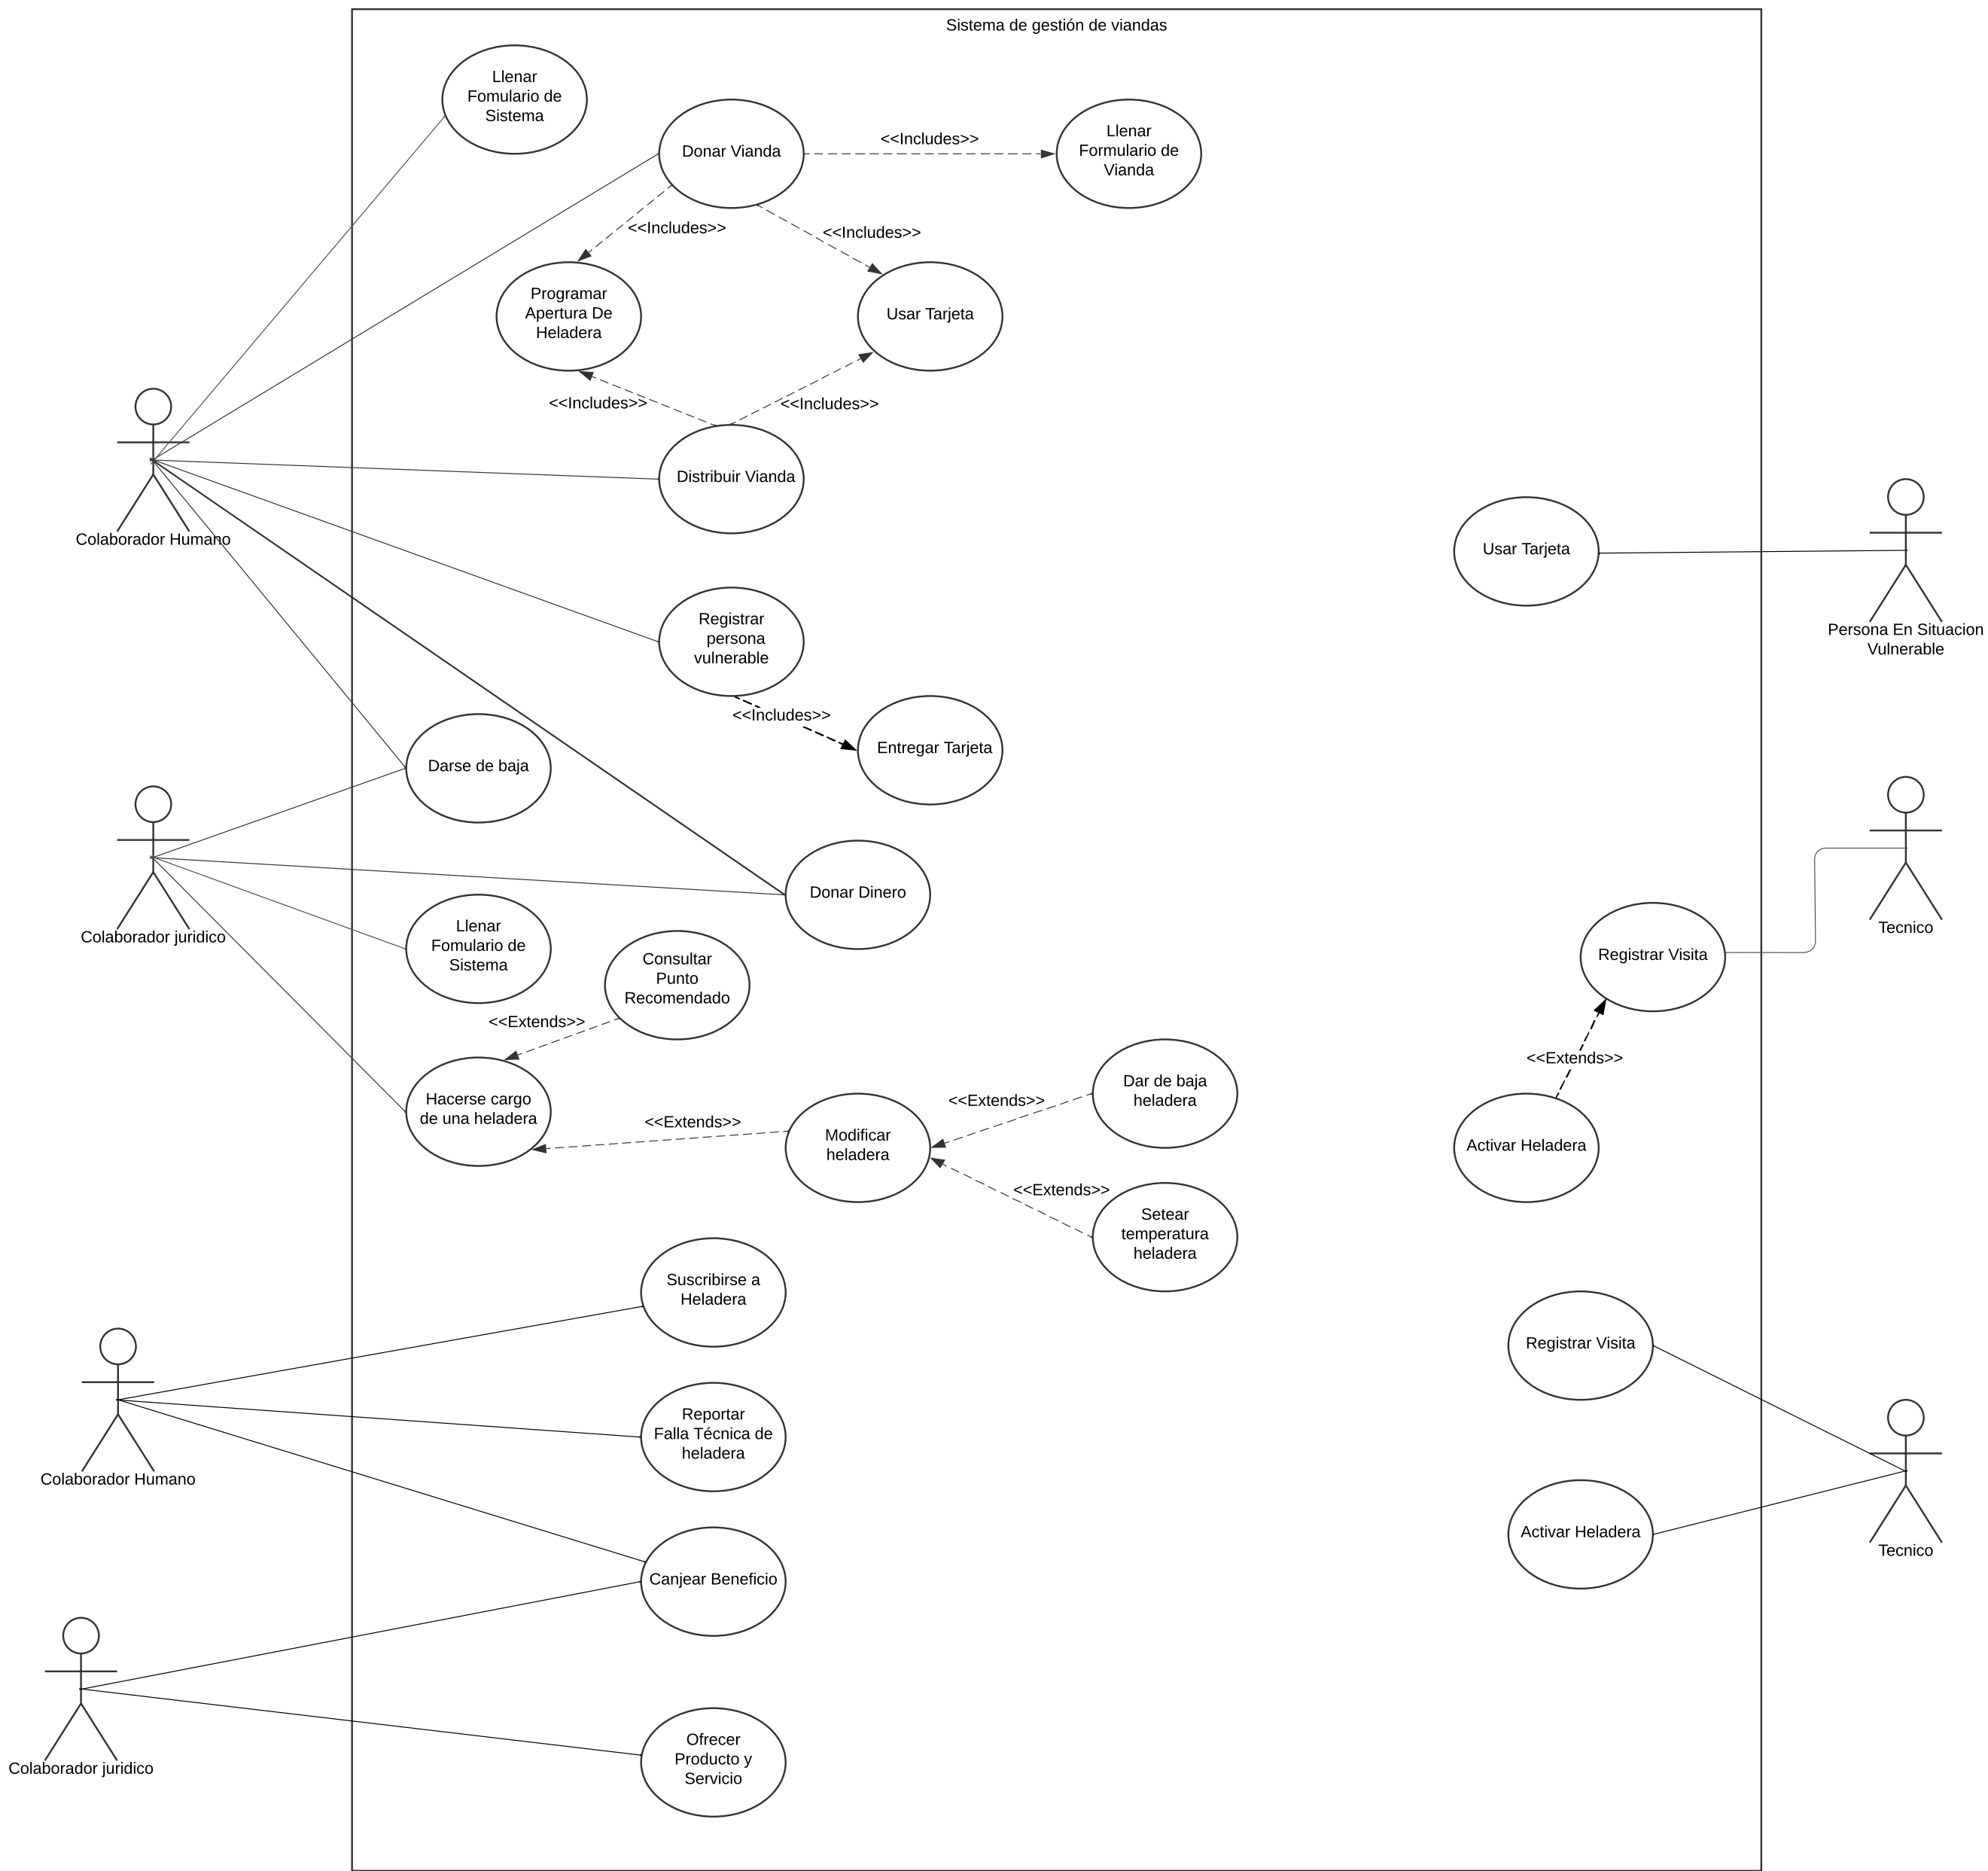 Sistema de gestión de viandas
Llenar
Fomulario de
Sistema
Donar Vianda
<<Includes>>
Llenar
Formulario de
Vianda
<<Includes>>
<<Includes>>
Programar
Apertura De
Heladera
Usar Tarjeta
<<Includes>>
<<Includes>>
Distribuir Vianda
Colaborador Humano
Usar Tarjeta
Persona En Situacion
Vulnerable
Registrar
persona
vulnerable
<<Includes>>
Entregar Tarjeta
Darse de baja
Donar Dinero
Colaborador juridico
Tecnico
Llenar
Fomulario de
Sistema
Consultar
Punto
Recomendado
Registrar Visita
<<Extends>>
<<Extends>>
Hacerse cargo
de una heladera
<<Extends>>
Modificar
heladera
<<Extends>>
Dar de baja
heladera
Activar Heladera
<<Extends>>
Setear
temperatura
heladera
Suscribirse a
Heladera
Registrar Visita
Reportar
Falla Técnica de
heladera
Colaborador Humano
Activar Heladera
Tecnico
Canjear Beneficio
Ofrecer
Producto y
Servicio
Colaborador juridico